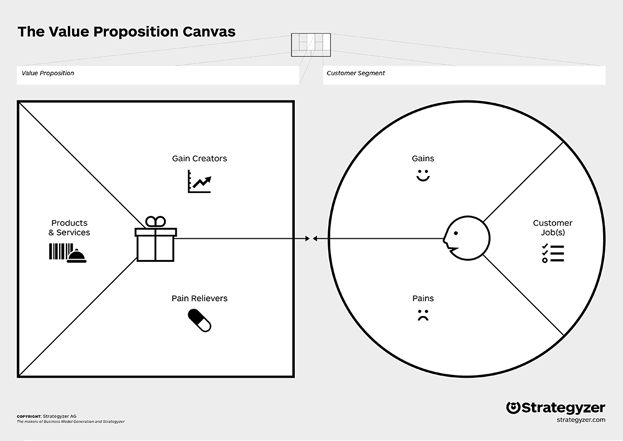 The Value Proposition Canvas
Value Proposition
Customer Segment
Gain Creators
Gains
Products
& Services
Customer
Job(s)
Pain Relievers
Pains
COPYRIGHT: Strategyzer AG
The makers of Business Model Generation and Strategyzer
Strategyzer
strategyzer.com